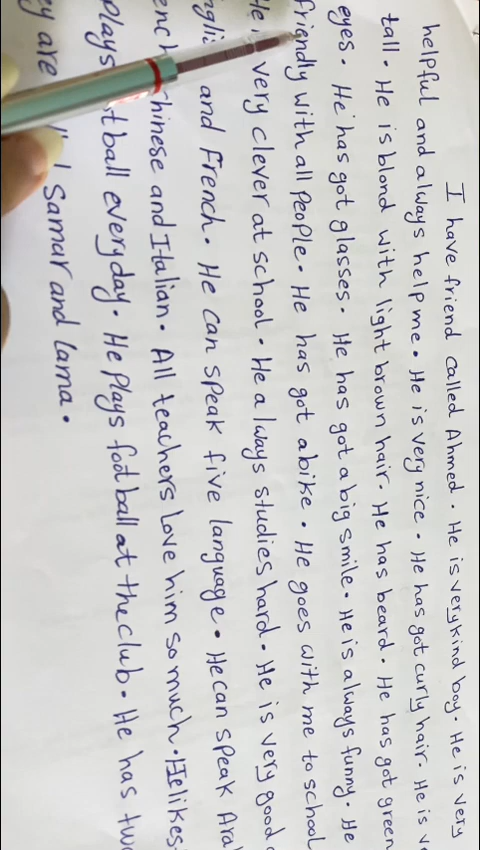 I have friend called Ahmed. He is very kind boy. He is very
helpful and always help me. He is very nice. He has got curly hair. He is
tall. He is blond with light brown hair. He has beard. He has got green
eyes. He has got glasses. He has got a big smile. He is always funny. He
friendly with all people. He has got a bike. He goes with me to school
He very clever at school. He always studies hard. He is very good
and French. He can speak five language. He can speak
and Italian. All teachers Love him so much. He likes
plays everyday. He Plays foot ball at the club. He has
are Samar and Lama.